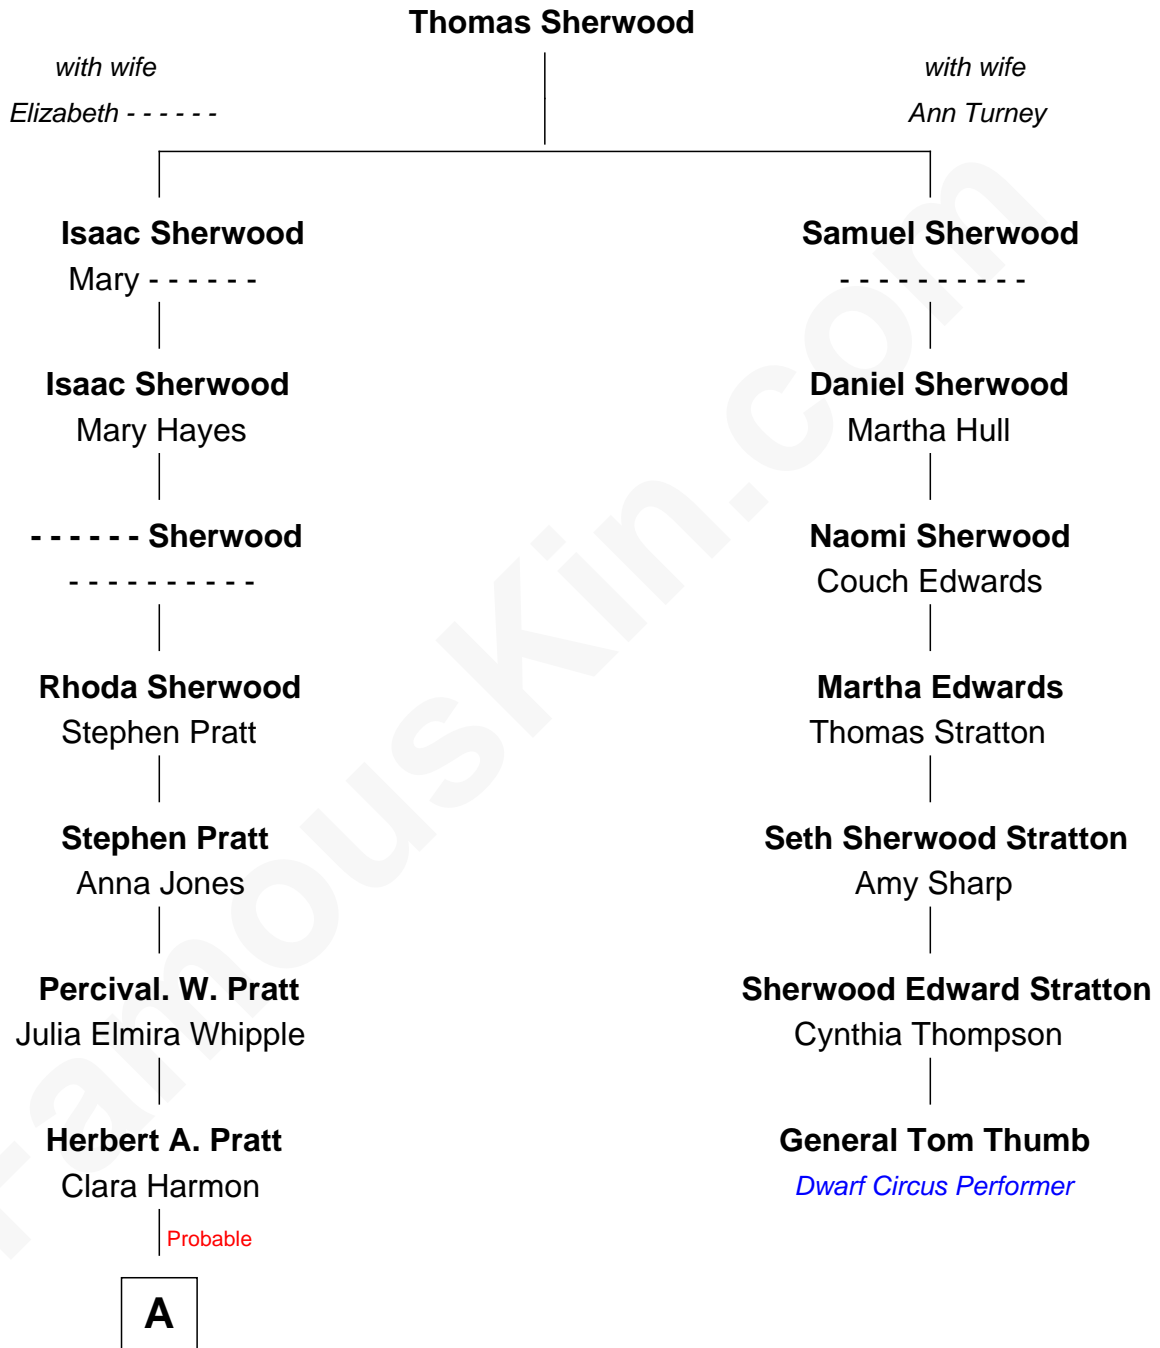 Thomas Sherwood
with wife
with wife
Elizabeth - - - - - -
Ann Turney
Isaac Sherwood
Samuel Sherwood
Mary - - - - - -
- - - - - - - - - -
Isaac Sherwood
Daniel Sherwood
Mary Hayes
Martha Hull
- - - - - - Sherwood
Naomi Sherwood
- - - - - - - - - -
Couch Edwards
Rhoda Sherwood
Martha Edwards
Stephen Pratt
Thomas Stratton
Stephen Pratt
Seth Sherwood Stratton
Anna Jones
Amy Sharp
Percival. W. Pratt
Sherwood Edward Stratton
Julia Elmira Whipple
Cynthia Thompson
Herbert A. Pratt
General Tom Thumb
Clara Harmon
Dwarf Circus Performer
Probable
A
FamousKin.com